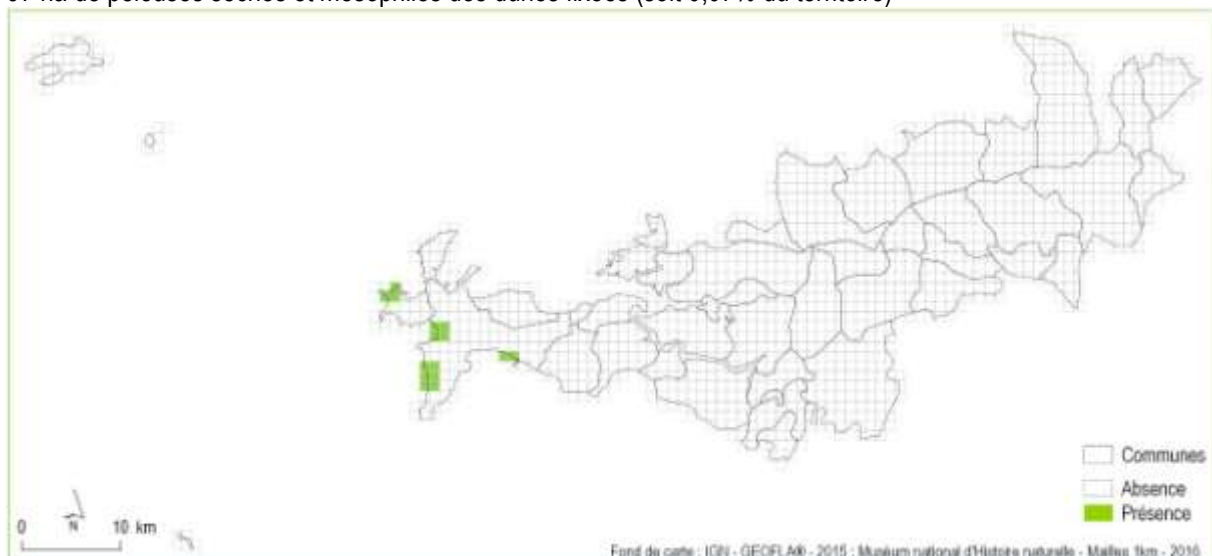 de pelouses sèches et mésophiles des dunes fixées (soit 0,07% du territoire)
Communes
Absence
Présence
0 N 10 km
Fond de carte : IGN - GEOFLA® - 2015 ; Muséum national d'Histoire naturelle - Mailles 1km - 2016